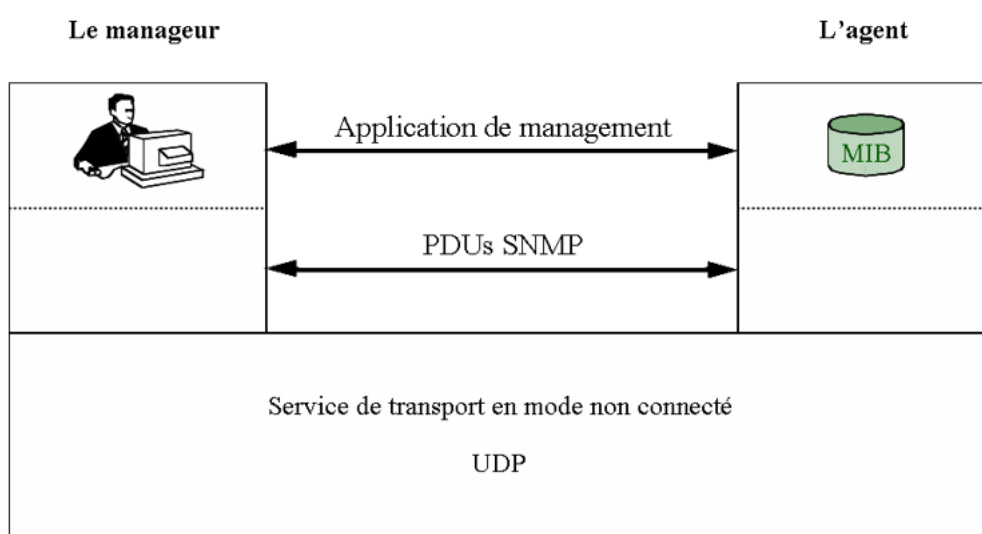 Le manageur
L'agent
Application de management
MIB
PDUs SNMP
Service de transport en mode non connecté
UDP